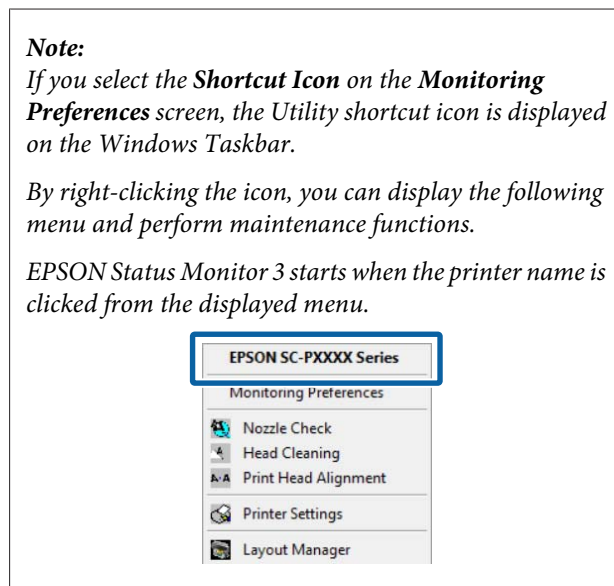 Note:
If you select the Shortcut Icon on the Monitoring
Preferences screen, the Utility shortcut icon is displayed
on the Windows Taskbar.
By right-clicking the icon, you can display the following
menu and perform maintenance functions.
EPSON Status Monitor 3 starts when the printer name is
clicked from the displayed menu.
EPSON SC-PXXXX Series
Monitoring Preferences
Nozzle Check
Head Cleaning
Print Head Alignment
Printer Settings
Layout Manager